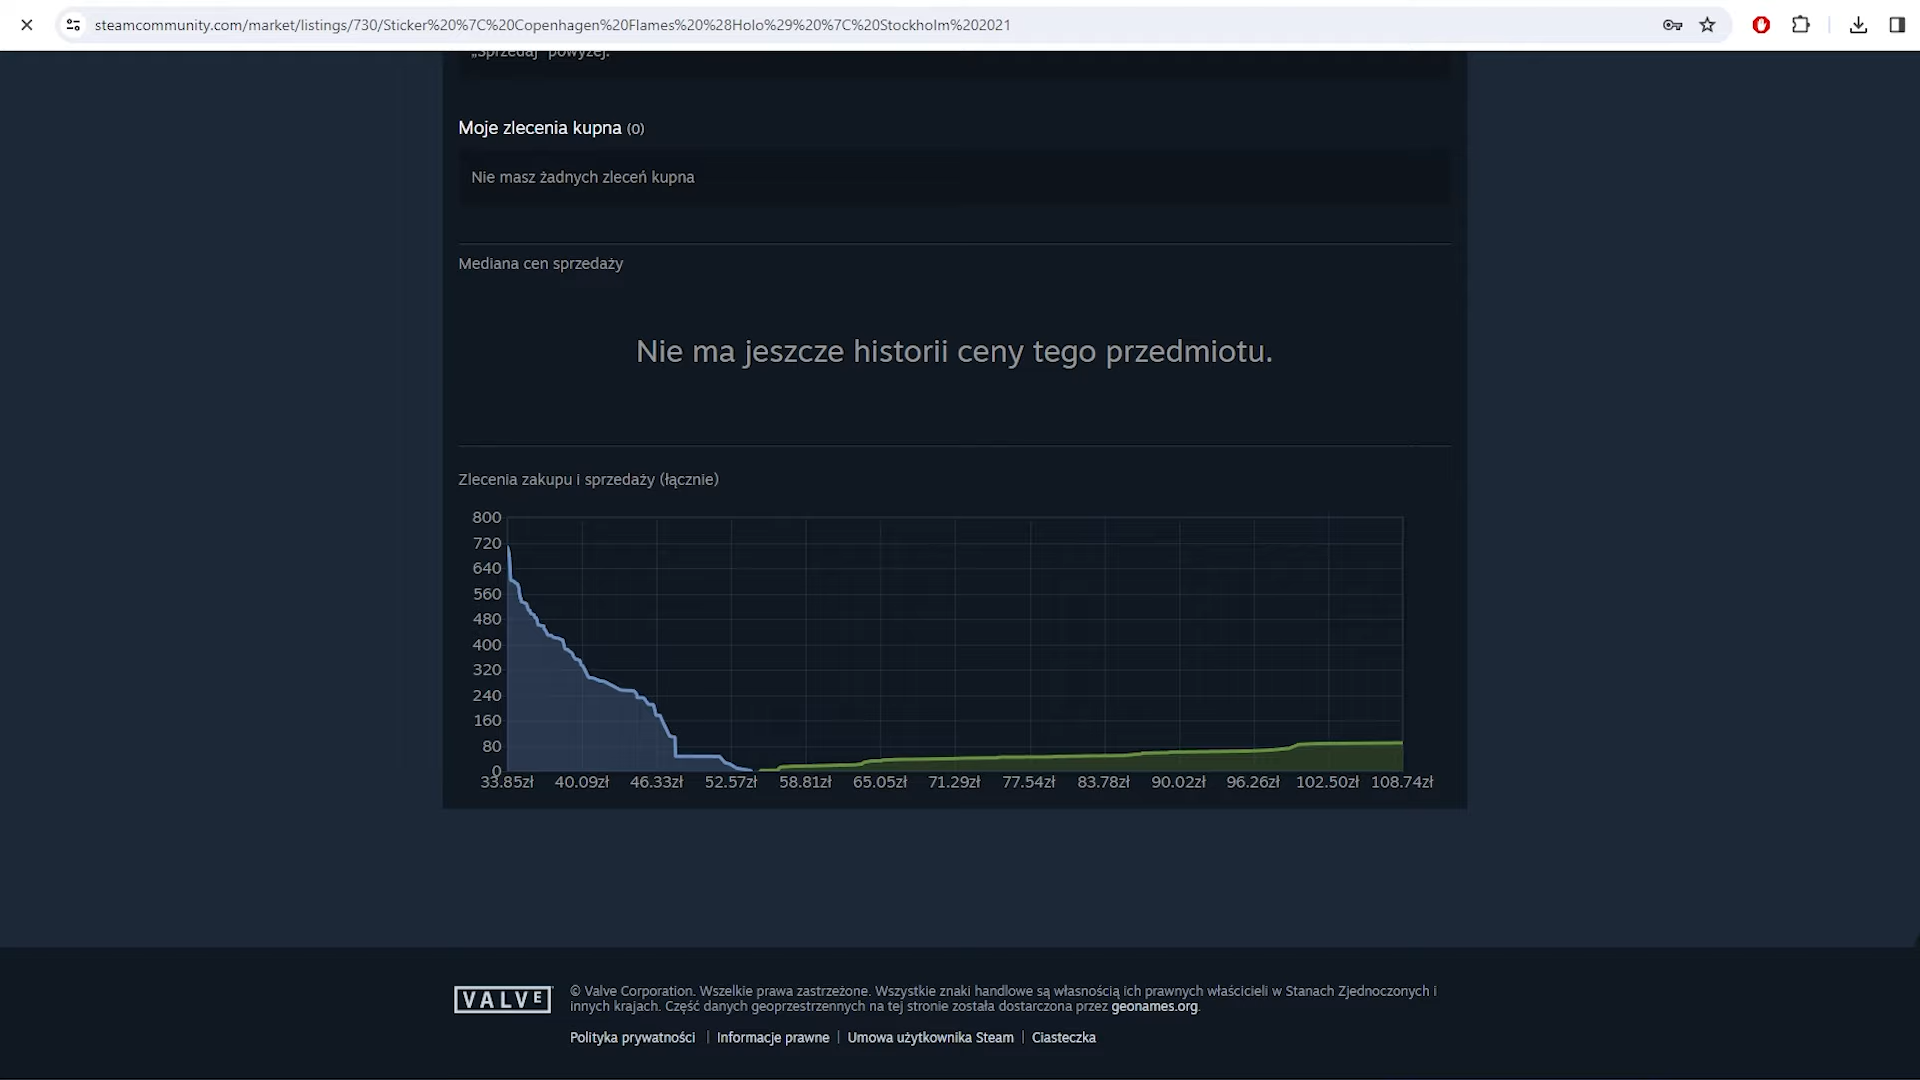 steamcommunity.com/market/listings/730/Sticker%20%7C%20Copenhagen%20Flames%20%28Holo%29%20%7C%20Stockholm%202021
„Sprzedaj” powyżej.
Moje zlecenia kupna (0)
Nie masz żadnych zleceń kupna
Mediana cen sprzedaży
Nie ma jeszcze historii ceny tego przedmiotu.
Zlecenia zakupu i sprzedaży (łącznie)
800
720
640
560
480
400
320
240
160
80
0
33.85zł 40.09zł 46.33zł 52.57zł 58.81zł 65.05zł 71.29zł 77.54zł 83.78zł 90.02zł 96.26zł 102.50zł 108.74zł
VALVE © Valve Corporation. Wszelkie prawa zastrzeżone. Wszystkie znaki handlowe są własnością ich prawnych właścicieli w Stanach Zjednoczonych i
innych krajach. Część danych geoprzestrzennych na tej stronie została dostarczona przez geonames.org.
Polityka prywatności | Informacje prawne | Umowa użytkownika Steam | Ciasteczka